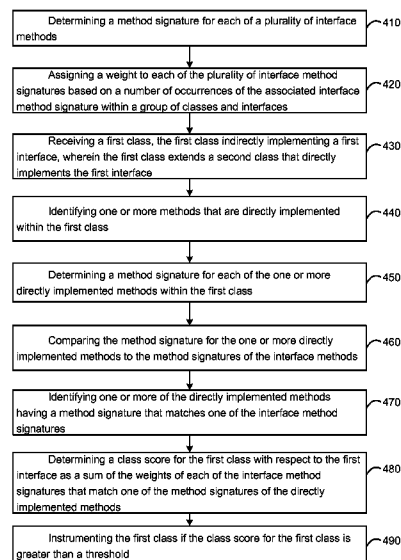 Determining a method signature for each of a plurality of interface
methods
410
Assigning a weight to each of the plurality of interface method
signatures based on a number of occurrences of the associated interface
method signature within a group of classes and interfaces
420
Receiving a first class, the first class indirectly implementing a first
interface, wherein the first class extends a second class that directly
implements the first interface
430
Identifying one or more methods that are directly implemented
within the first class
440
Determining a method signature for each of the one or more
directly implemented methods within the first class
450
Comparing the method signature for the one or more directly
implemented methods to the method signatures of the interface methods
460
Identifying one or more of the directly implemented methods
having a method signature that matches one of the interface method
signatures
470
Determining a class score for the first class with respect to the first
interface as a sum of the weights of each of the interface method
signatures that match one of the method signatures of the directly
implemented methods
480
Instrumenting the first class if the class score for the first class is
greater than a threshold
490